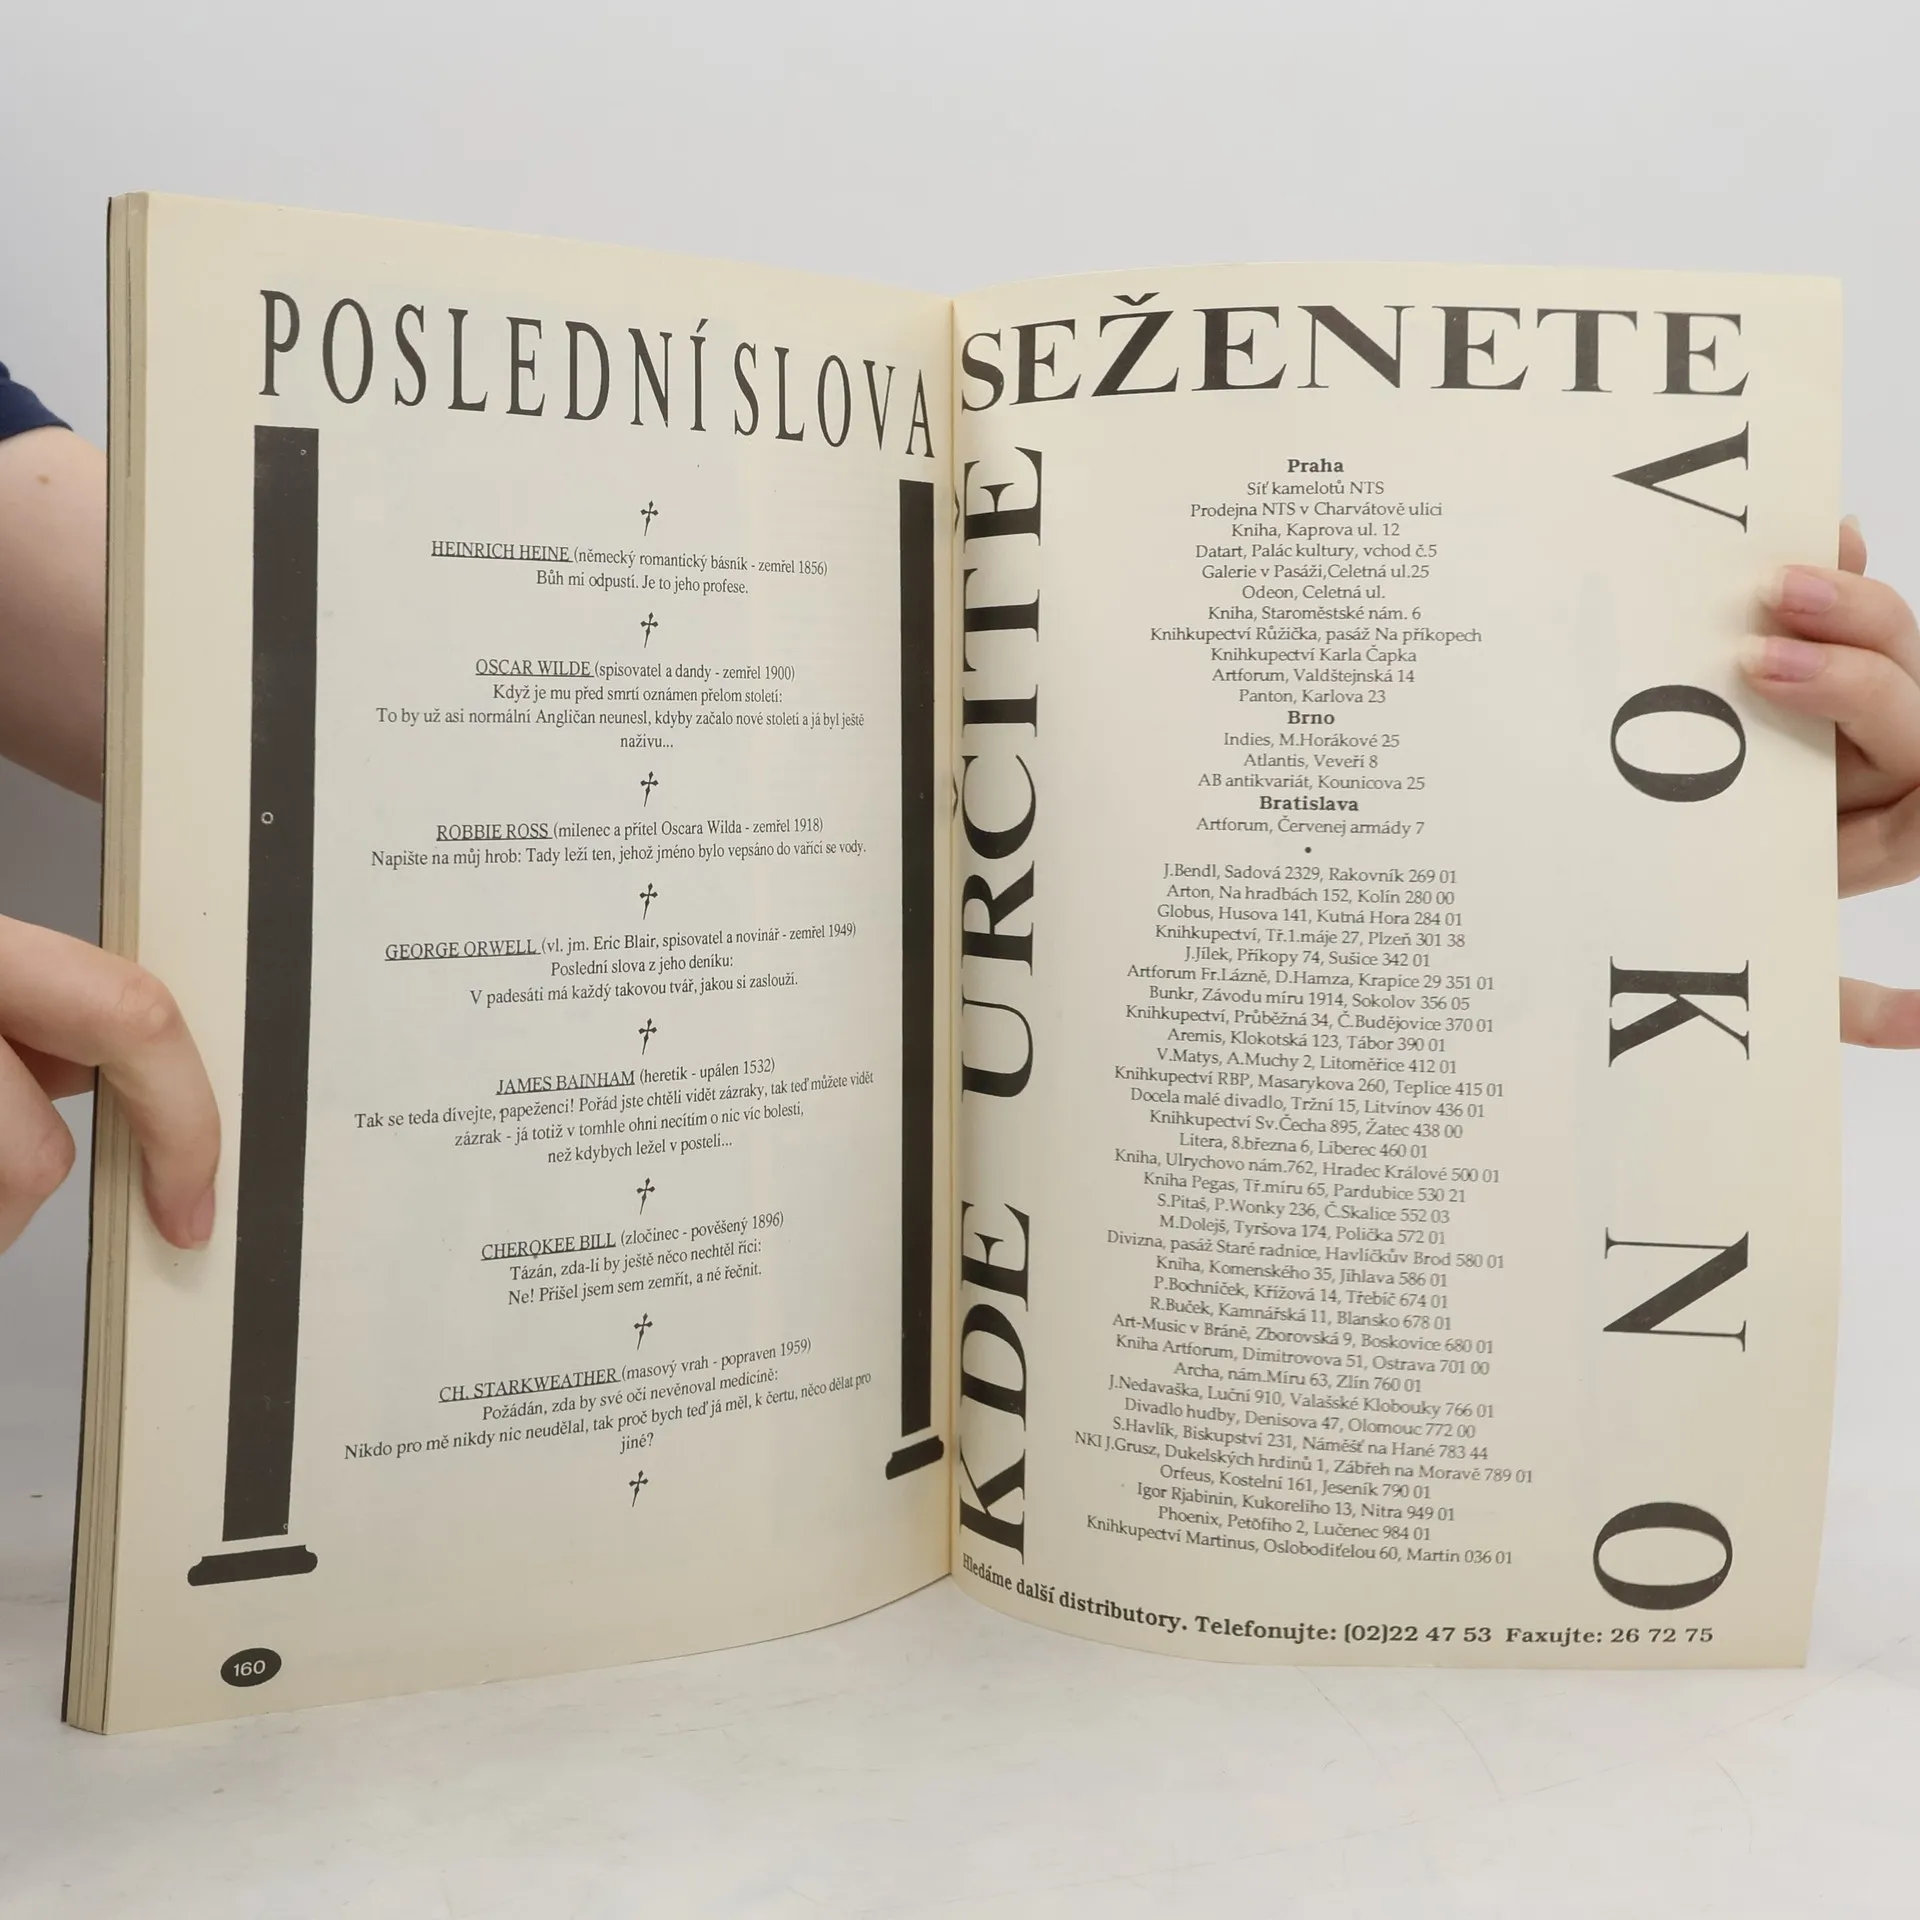 POSLEDNÍ SLOVA
HEINRICH HEINE (německý romantický básník - zemřel 1856)
Bůh mi odpustí. Je to jeho profese.
OSCAR WILDE (spisovatel a dandy - zemřel 1900)
Když je mu před smrtí oznámen přelom století:
To by už asi normální Angličan neunesl, kdyby začalo nové století a já byl ještě
naživu...
ROBBIE ROSS (milenec a přítel Oscara Wilda - zemřel 1918)
Napište na můj hrob: Tady leží ten, jehož jméno bylo vepsáno do vařící se vody.
GEORGE ORWELL (vl. jm. Eric Blair, spisovatel a novinář - zemřel 1949)
Poslední slova z jeho deníku:
V padesáti má každý takovou tvář, jakou si zaslouží.
JAMES BAINHAM (heretik - upálen 1532)
Tak se teda dívejte, papeženci! Pořád jste chtěli vidět zázraky, tak teď můžete vidět
zázrak - já totiž v tomhle ohni necítím o nic víc bolesti,
než kdybych ležel v posteli...
CHEROKEE BILL (zločinec - pověšený 1896)
Tázán, zda-li by ještě něco nechtěl říci:
Ne! Přišel jsem sem zemřít, a né řečnit.
CH. STARKWEATHER (masový vrah - popraven 1959)
Požádán, zda by své oči nevěnoval medicíně:
Nikdo pro mě nikdy nic neudělal, tak proč bych teď já měl, k čertu, něco dělat pro
jiné?
160
KDE URČITĚ
SEŽENETE
VOKNO
Praha
Síť kamelotů NTS
Prodejna NTS v Charvátově ulici
Kniha, Kaprova ul. 12
Datart, Palác kultury, vchod č.5
Galerie v Pasáži,Celetná ul.25
Odeon, Celetná ul.
Kniha, Staroměstské nám. 6
Knihkupectví Růžička, pasáž Na příkopech
Knihkupectví Karla Čapka
Artforum, Valdštejnská 14
Panton, Karlova 23
Brno
Indies, M.Horákové 25
Atlantis, Veveří 8
AB antikvariát, Kounicova 25
Bratislava
Artforum, Červenej armády 7
•
J.Bendl, Sadová 2329, Rakovník 269 01
Arton, Na hradbách 152, Kolín 280 00
Globus, Husova 141, Kutná Hora 284 01
Knihkupectví, Tř.1.máje 27, Plzeň 301 38
J.Jílek, Příkopy 74, Sušice 342 01
Artforum Fr.Lázně, D.Hamza, Krapice 29 351 01
Bunkr, Závodu míru 1914, Sokolov 356 05
Knihkupectví, Průběžná 34, Č.Budějovice 370 01
Aremis, Klokotská 123, Tábor 390 01
V.Matys, A.Muchy 2, Litoměřice 412 01
Knihkupectví RBP, Masarykova 260, Teplice 415 01
Docela malé divadlo, Tržní 15, Litvínov 436 01
Knihkupectví Sv.Čecha 895, Žatec 438 00
Litera, 8.března 6, Liberec 460 01
Kniha, Ulrychovo nám.762, Hradec Králové 500 01
Kniha Pegas, Tř.míru 65, Pardubice 530 21
S.Pitaš, P.Wonky 236, Č.Skalice 552 03
M.Dolejš, Tyršova 174, Polička 572 01
Divizna, pasáž Staré radnice, Havlíčkův Brod 580 01
Kniha, Komenského 35, Jihlava 586 01
P.Bochníček, Křížová 14, Třebíč 674 01
R.Buček, Kamnářská 11, Blansko 678 01
Art-Music v Bráně, Zborovská 9, Boskovice 680 01
Kniha Artforum, Dimitrovova 51, Ostrava 701 00
Archa, nám.Míru 63, Zlín 760 01
J.Nedavaška, Luční 910, Valašské Klobouky 766 01
Divadlo hudby, Denisova 47, Olomouc 772 00
S.Havlík, Biskupství 231, Náměšť na Hané 783 44
NKI J.Grusz, Dukelských hrdinů 1, Zábřeh na Moravě 789 01
Orfeus, Kostelní 161, Jeseník 790 01
Igor Rjabinin, Kukorelího 13, Nitra 949 01
Phoenix, Petöfiho 2, Lučenec 984 01
Knihkupectví Martinus, Osloboditeľou 60, Martin 036 01
Hledáme další distributory. Telefonujte: (02)22 47 53 Faxujte: 26 72 75